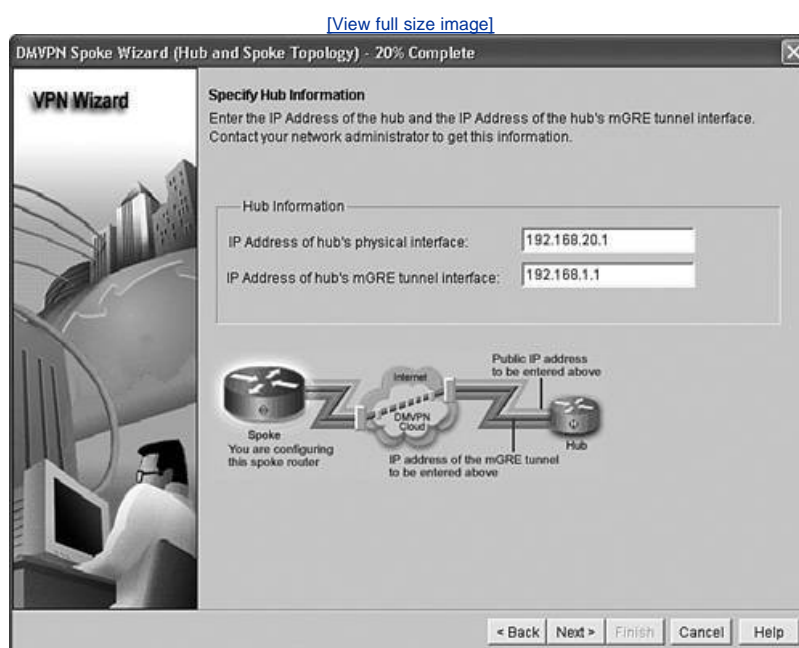 [View full size image]
DMVPN Spoke Wizard (Hub and Spoke Topology) - 20% Complete
VPN Wizard
Specify Hub Information
Enter the IP Address of the hub and the IP Address of the hub's mGRE tunnel interface.
Contact your network administrator to get this information.
Hub Information
IP Address of hub's physical interface:
192.168.20.1
IP Address of hub's mGRE tunnel interface:
192.168.1.1
Public IP address
to be entered above
Internet
DMVPN
Cloud
Spoke
You are configuring
this spoke router
Hub
IP address of the mGRE tunnel
to be entered above
< Back
Next >
Finish
Cancel
Help